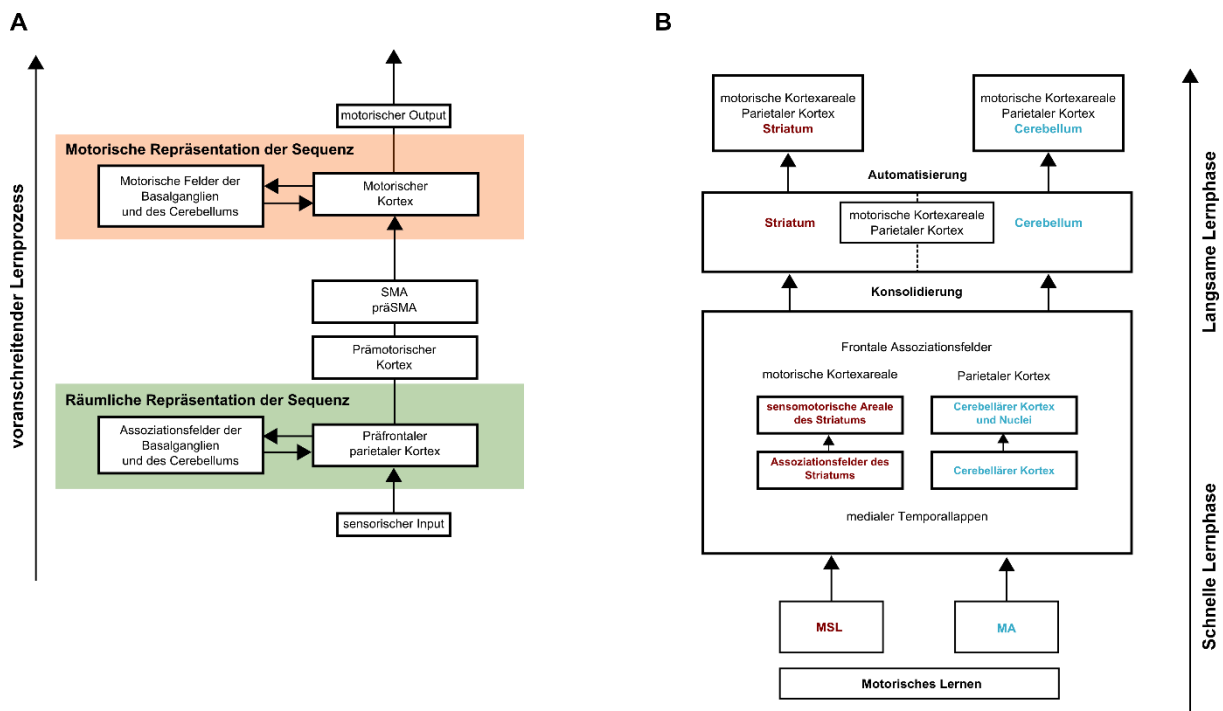 A
voranschreitender Lernprozess
motorischer Output
Motorische Repräsentation der Sequenz
Motorische Felder der
Basalganglien
und des Cerebellums
Motorischer
Kortex
SMA
präSMA
Prämotorischer
Kortex
Räumliche Repräsentation der Sequenz
Assoziationsfelder der
Basalganglien
und des Cerebellums
Präfrontaler
parietaler Kortex
sensorischer Input
B
motorische Kortexareale
Parietaler Kortex
Striatum
motorische Kortexareale
Parietaler Kortex
Cerebellum
Automatisierung
Striatum
motorische Kortexareale
Parietaler Kortex
Cerebellum
Konsolidierung
Frontale Assoziationsfelder
motorische Kortexareale
Parietaler Kortex
sensomotorische Areale
des Striatums
Cerebellärer Kortex
und Nuclei
Assoziationsfelder des
Striatums
Cerebellärer Kortex
medialer Temporallappen
MSL
MA
Motorisches Lernen
Langsame Lernphase
Schnelle Lernphase